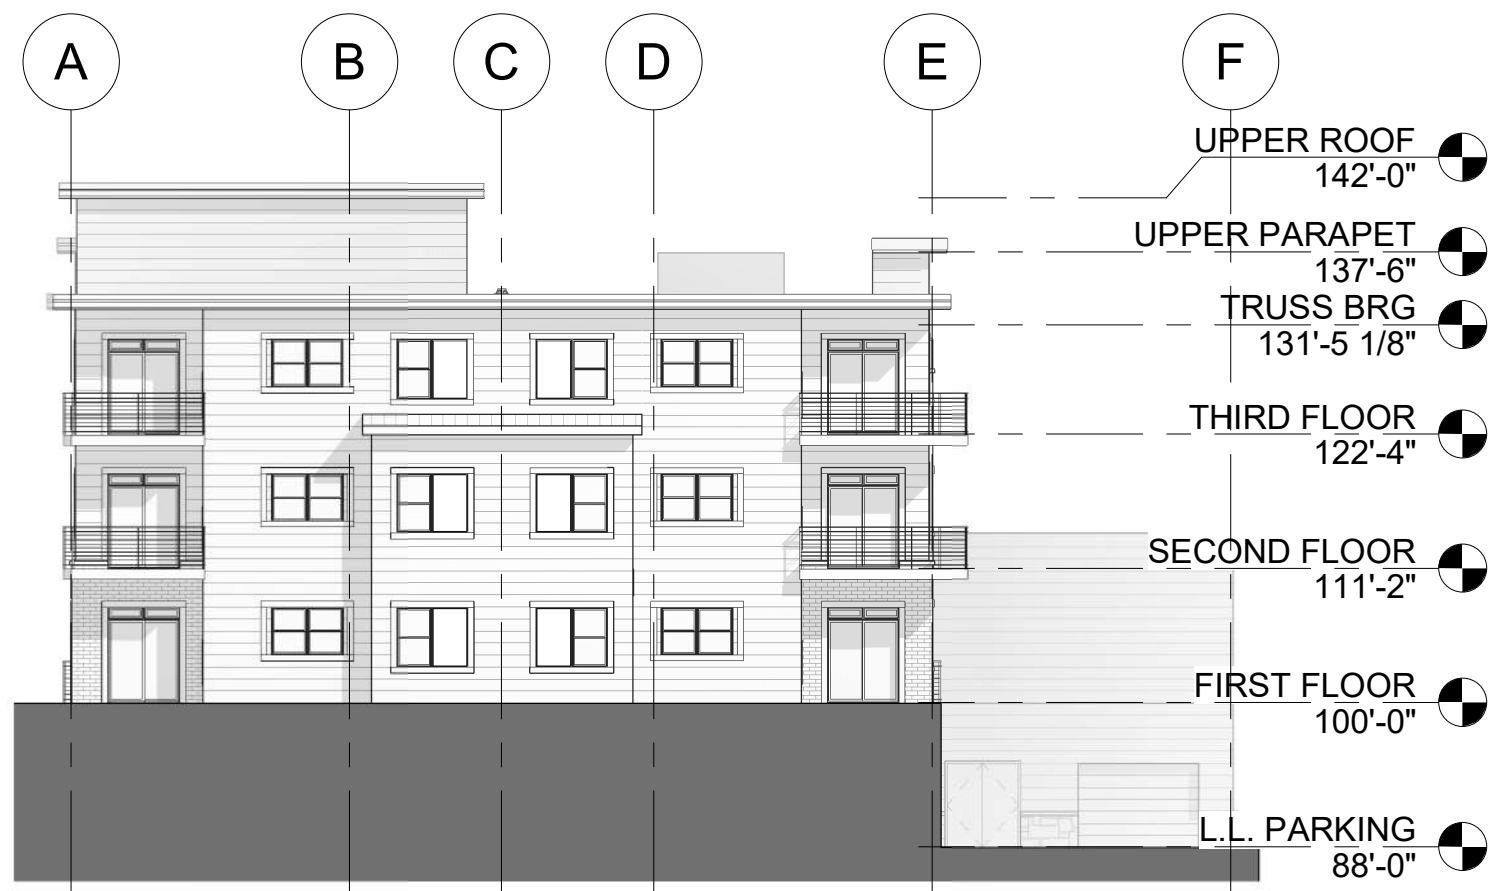 A B C D E F
UPPER ROOF
142'-0"
UPPER PARAPET
137'-6"
TRUSS BRG
131'-5 1/8"
THIRD FLOOR
122'-4"
SECOND FLOOR
111'-2"
FIRST FLOOR
100'-0"
L.L. PARKING
88'-0"